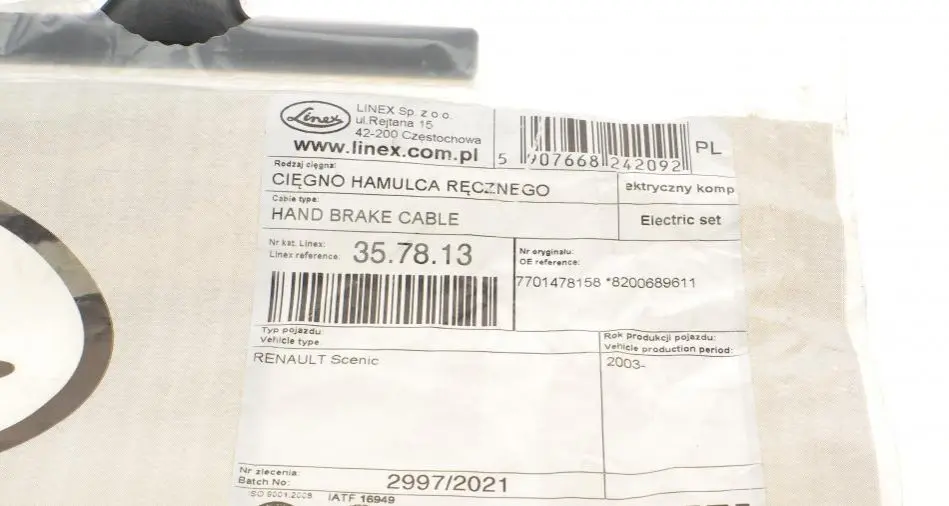 Linex
LINEX Sp. z o.o.
ul.Rejtana 15
42-200 Częstochowa
www.linex.com.pl
5 907668 242092
PL
Rodzaj cięgna:
CIĘGNO HAMULCA RĘCZNEGO
ektryczny komp
Cable type:
HAND BRAKE CABLE
Electric set
Nr kat. Linex:
Linex reference:
35.78.13
Nr oryginału:
OE reference:
7701478158 *8200689611
Typ pojazdu:
Vehicle type
Rok produkcji pojazdu:
Vehicle production period:
RENAULT Scenic
2003-
Nr zlecenia:
Batch No:
2997/2021
ISO 9001:2008
IATF 16949